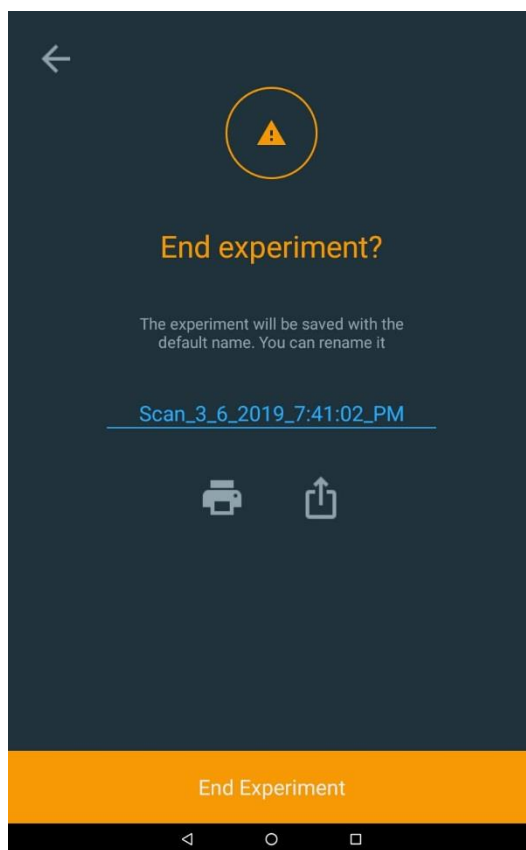 End experiment?
The experiment will be saved with the
default name. You can rename it
Scan_3_6_2019_7:41:02_PM
End Experiment